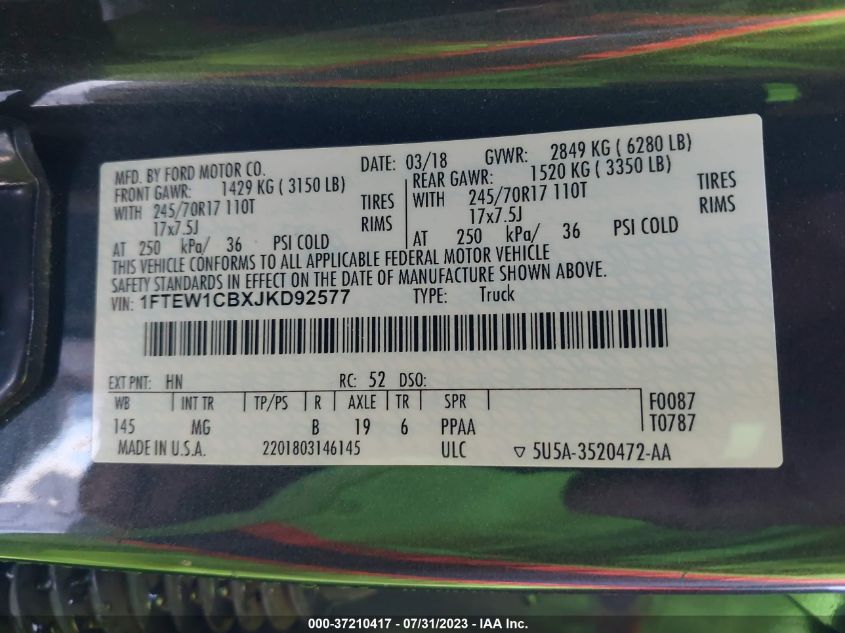 MFD. BY FORD MOTOR CO. DATE: 03/18 GVWR: 2849 KG ( 6280 LB)
FRONT GAWR: 1429 KG ( 3150 LB) REAR GAWR: 1520 KG ( 3350 LB)
WITH 245/70R17 110T TIRES WITH 245/70R17 110T TIRES
17x7.5J RIMS 17x7.5J RIMS
AT 250 kPa/ 36 PSI COLD AT 250 kPa/ 36 PSI COLD
THIS VEHICLE CONFORMS TO ALL APPLICABLE FEDERAL MOTOR VEHICLE
SAFETY STANDARDS IN EFFECT ON THE DATE OF MANUFACTURE SHOWN ABOVE.
VIN: 1FTEW1CBXJKD92577 TYPE: Truck
EXT PNT: HN RC: 52 DSO:
WB INT TR TP/PS R AXLE TR SPR F0087
145 MG B 19 6 PPAA T0787
MADE IN U.S.A. 2201803146145 ULC ▽ 5U5A-3520472-AA
000-37210417 - 07/31/2023 - IAA Inc.